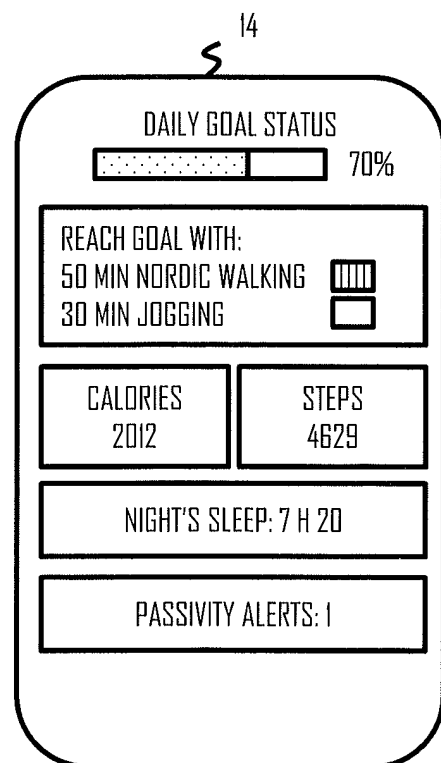 14
DAILY GOAL STATUS
70%
REACH GOAL WITH:
50 MIN NORDIC WALKING
30 MIN JOGGING
CALORIES
2012
STEPS
4629
NIGHT'S SLEEP: 7 H 20
PASSIVITY ALERTS: 1